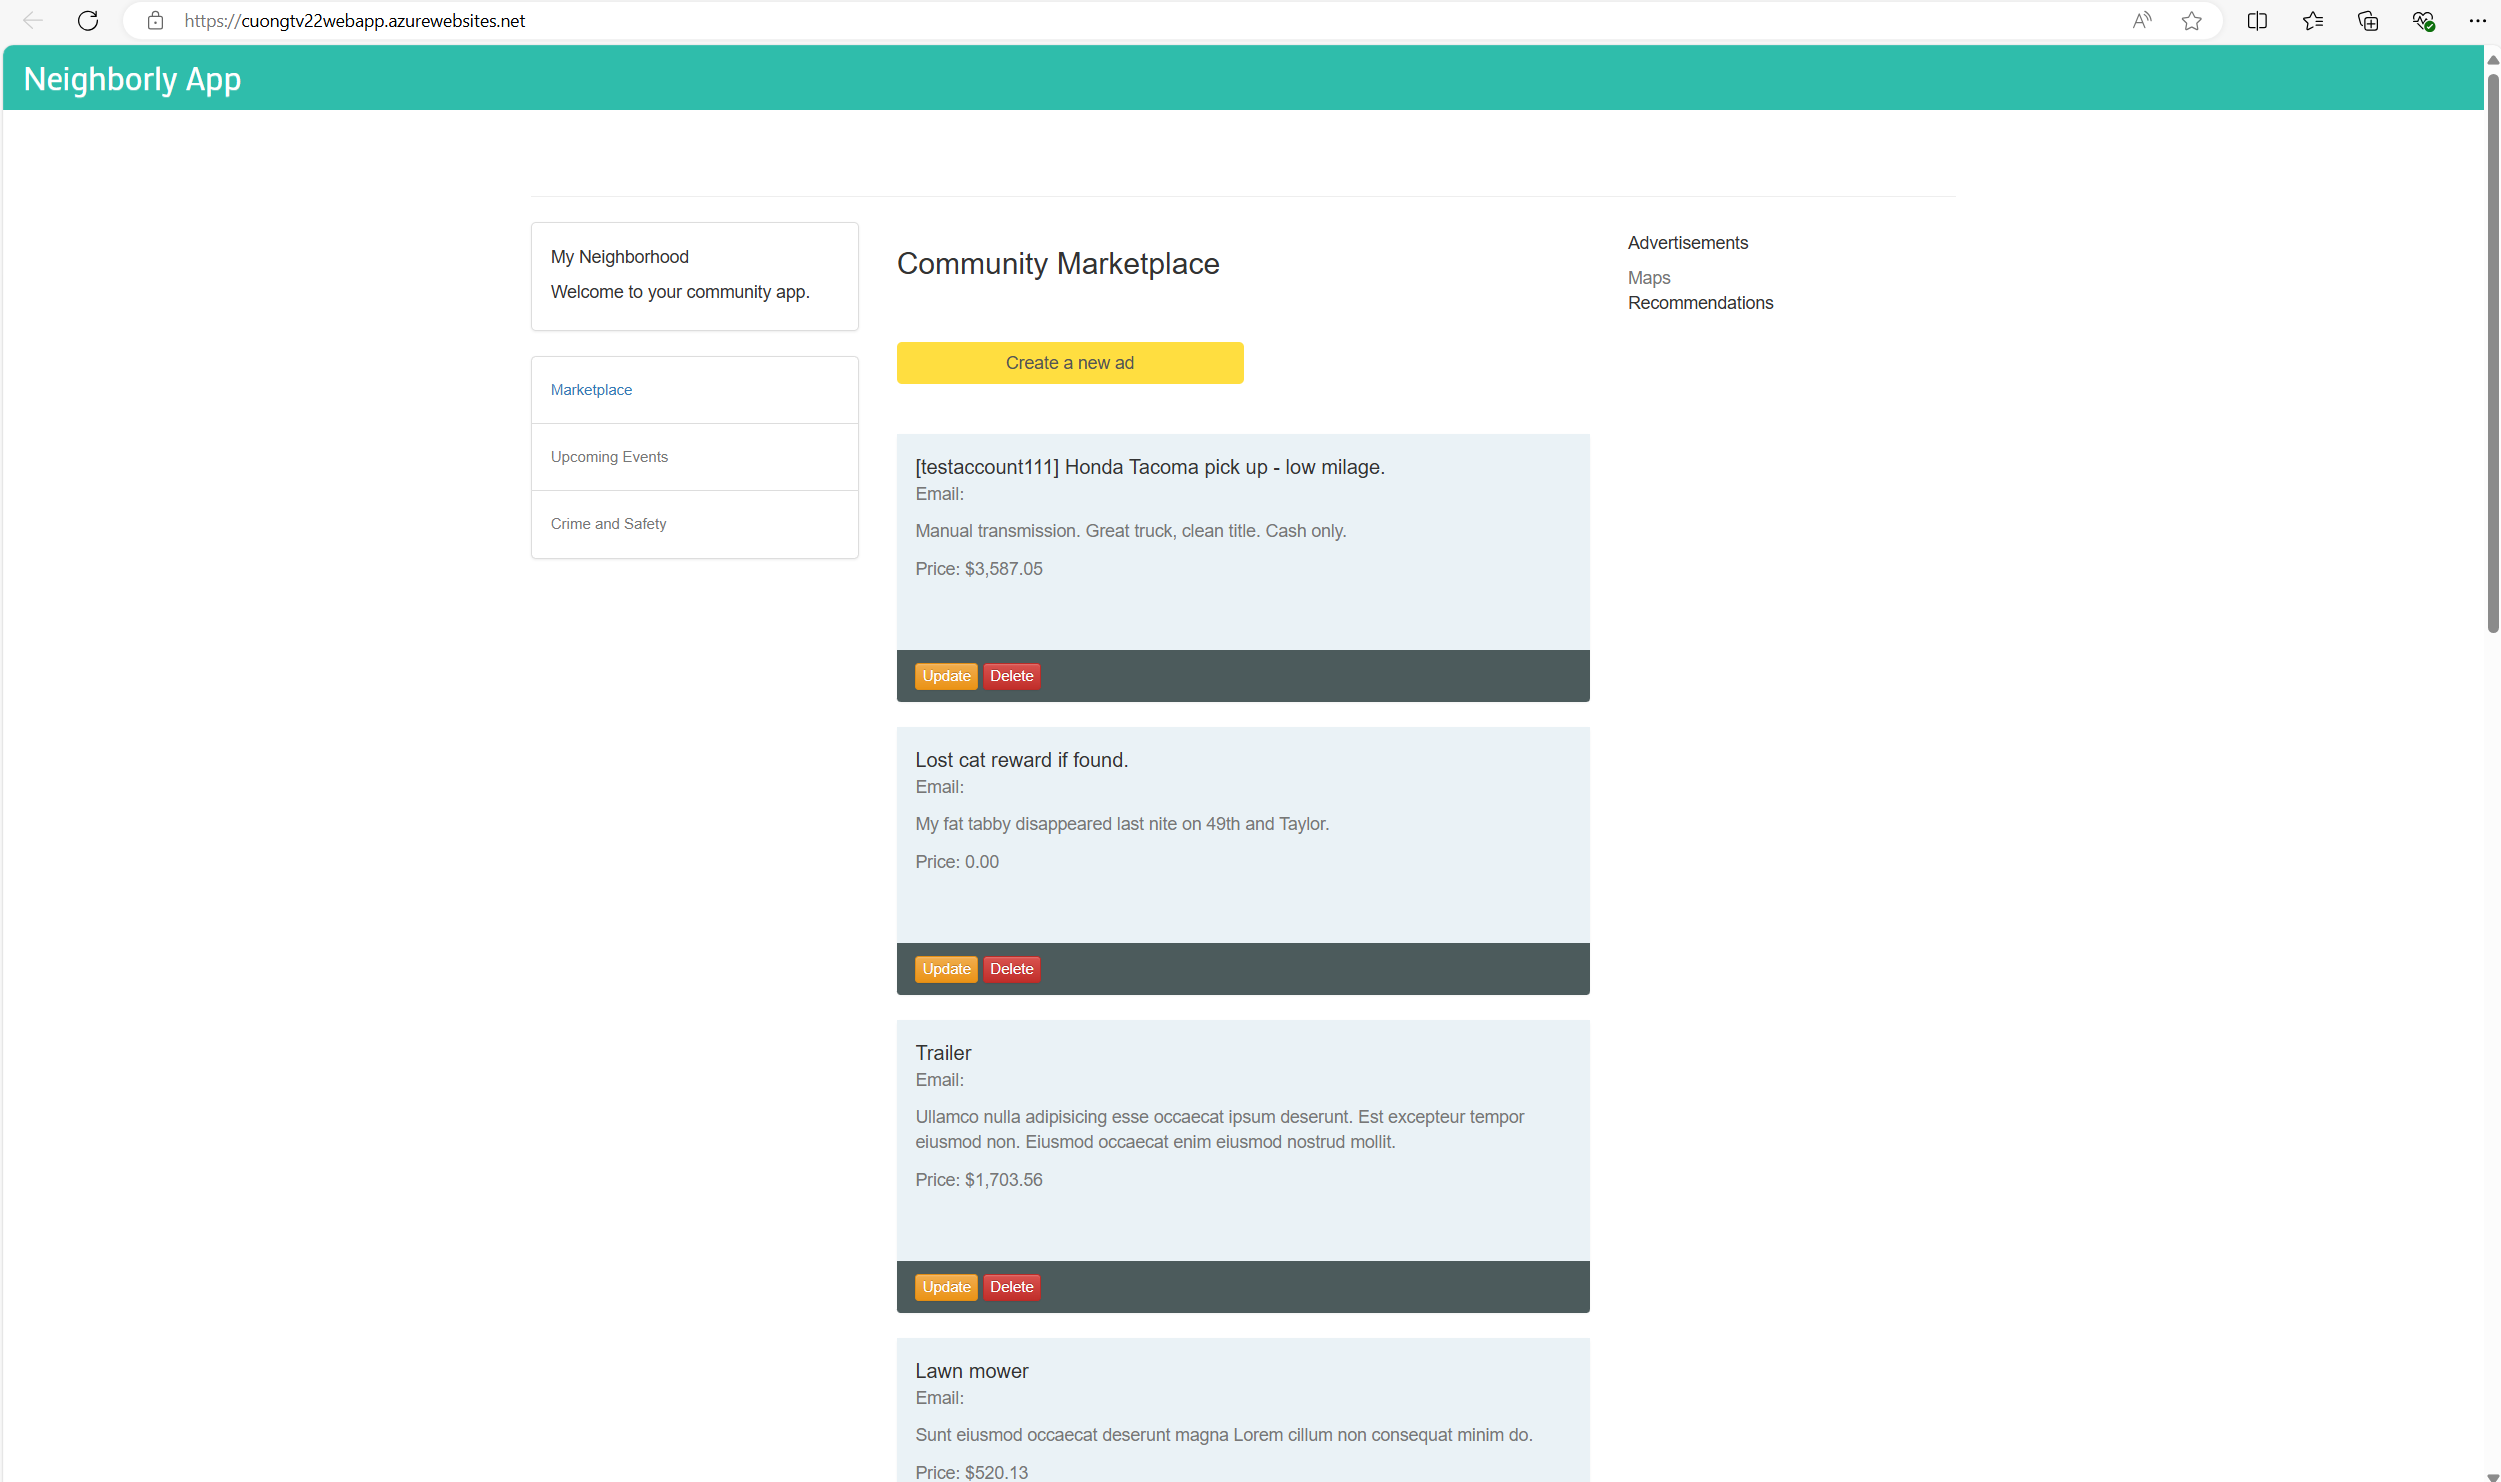 https://cuongtv22webapp.azurewebsites.net
Neighborly App
My Neighborhood
Welcome to your community app.
Marketplace
Upcoming Events
Crime and Safety
Community Marketplace
Create a new ad
[testaccount111] Honda Tacoma pick up - low milage.
Email:
Manual transmission. Great truck, clean title. Cash only.
Price: $3,587.05
Update Delete
Lost cat reward if found.
Email:
My fat tabby disappeared last nite on 49th and Taylor.
Price: 0.00
Update Delete
Trailer
Email:
Ullamco nulla adipisicing esse occaecat ipsum deserunt. Est excepteur tempor
eiusmod non. Eiusmod occaecat enim eiusmod nostrud mollit.
Price: $1,703.56
Update Delete
Lawn mower
Email:
Sunt eiusmod occaecat deserunt magna Lorem cillum non consequat minim do.
Price: $520.13
Advertisements
Maps
Recommendations